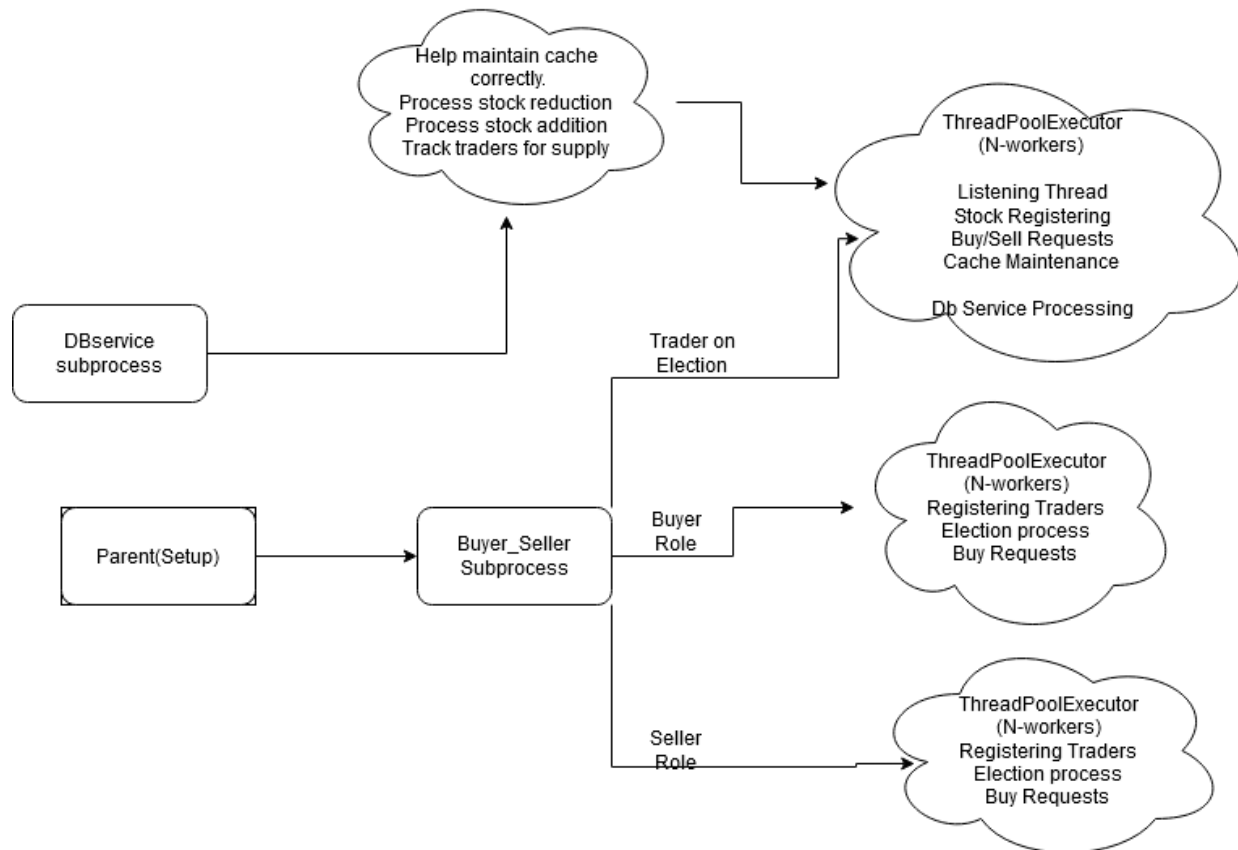 Help maintain cache
correctly.
Process stock reduction
Process stock addition
Track traders for supply
ThreadPoolExecutor
(N-workers)
Listening Thread
Stock Registering
Buy/Sell Requests
Cache Maintenance
Db Service Processing
DBservice
subprocess
Trader on
Election
ThreadPoolExecutor
(N-workers)
Registering Traders
Election process
Buy Requests
Parent(Setup)
Buyer_Seller
Subprocess
Buyer
Role
Seller
Role
ThreadPoolExecutor
(N-workers)
Registering Traders
Election process
Buy Requests